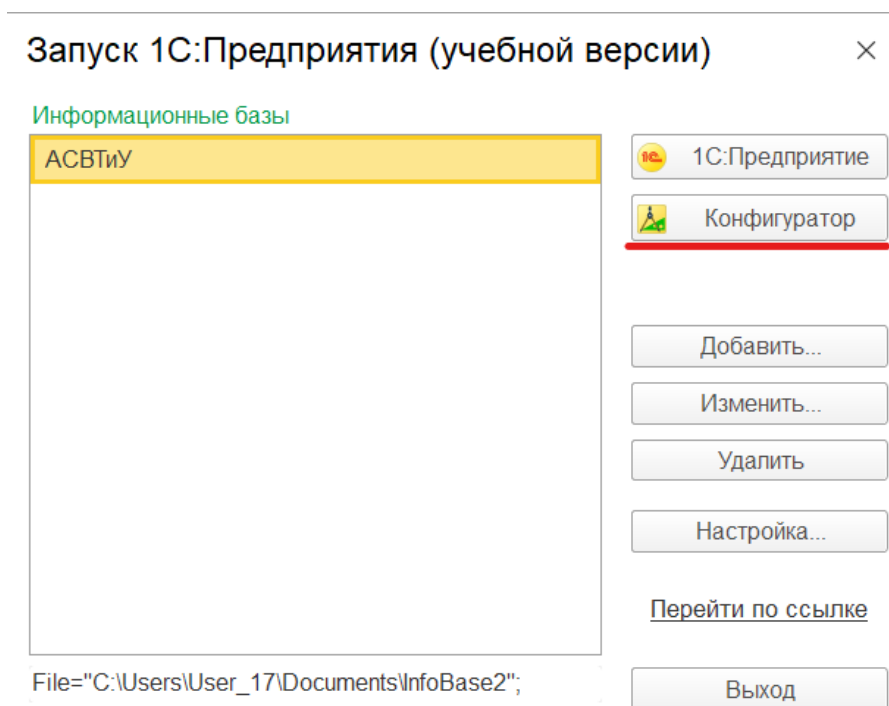 Запуск 1С:Предприятия (учебной версии)
Информационные базы
АСВТиУ
1С:Предприятие
Конфигуратор
Добавить...
Изменить...
Удалить
Настройка...
Перейти по ссылке
File="C:\Users\User_17\Documents\InfoBase2";
Выход